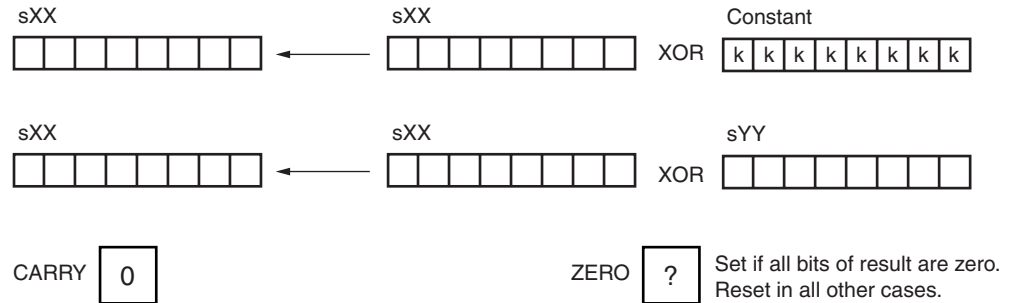 sXX sXX Constant
XOR k k k k k k k k
sXX sXX sYY
XOR
CARRY 0 ZERO ? Set if all bits of result are zero.
Reset in all other cases.